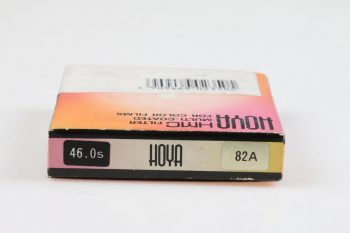 HOYA HMC FILTER
MULTI-COATED
FOR COLOR FILMS
46.0s
HOYA
82A